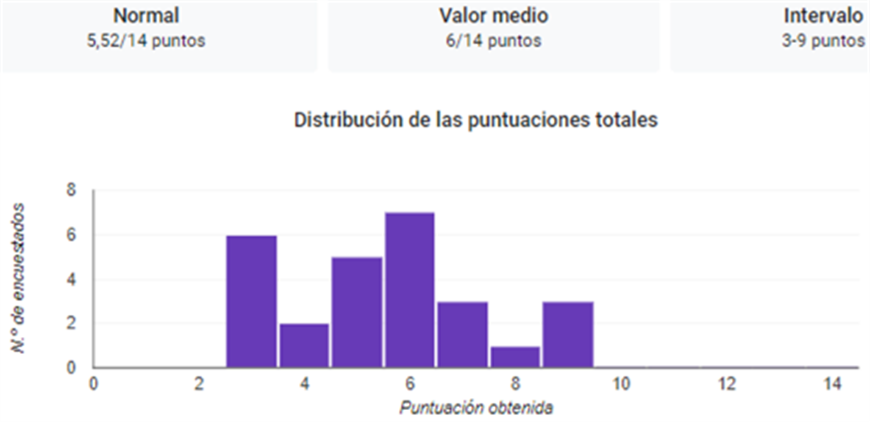 Normal
5,52/14 puntos
Valor medio
6/14 puntos
Intervalo
3-9 puntos
Distribución de las puntuaciones totales
N.º de encuestados
8
6
4
2
0
0 2 4 6 8 10 12 14
Puntuación obtenida